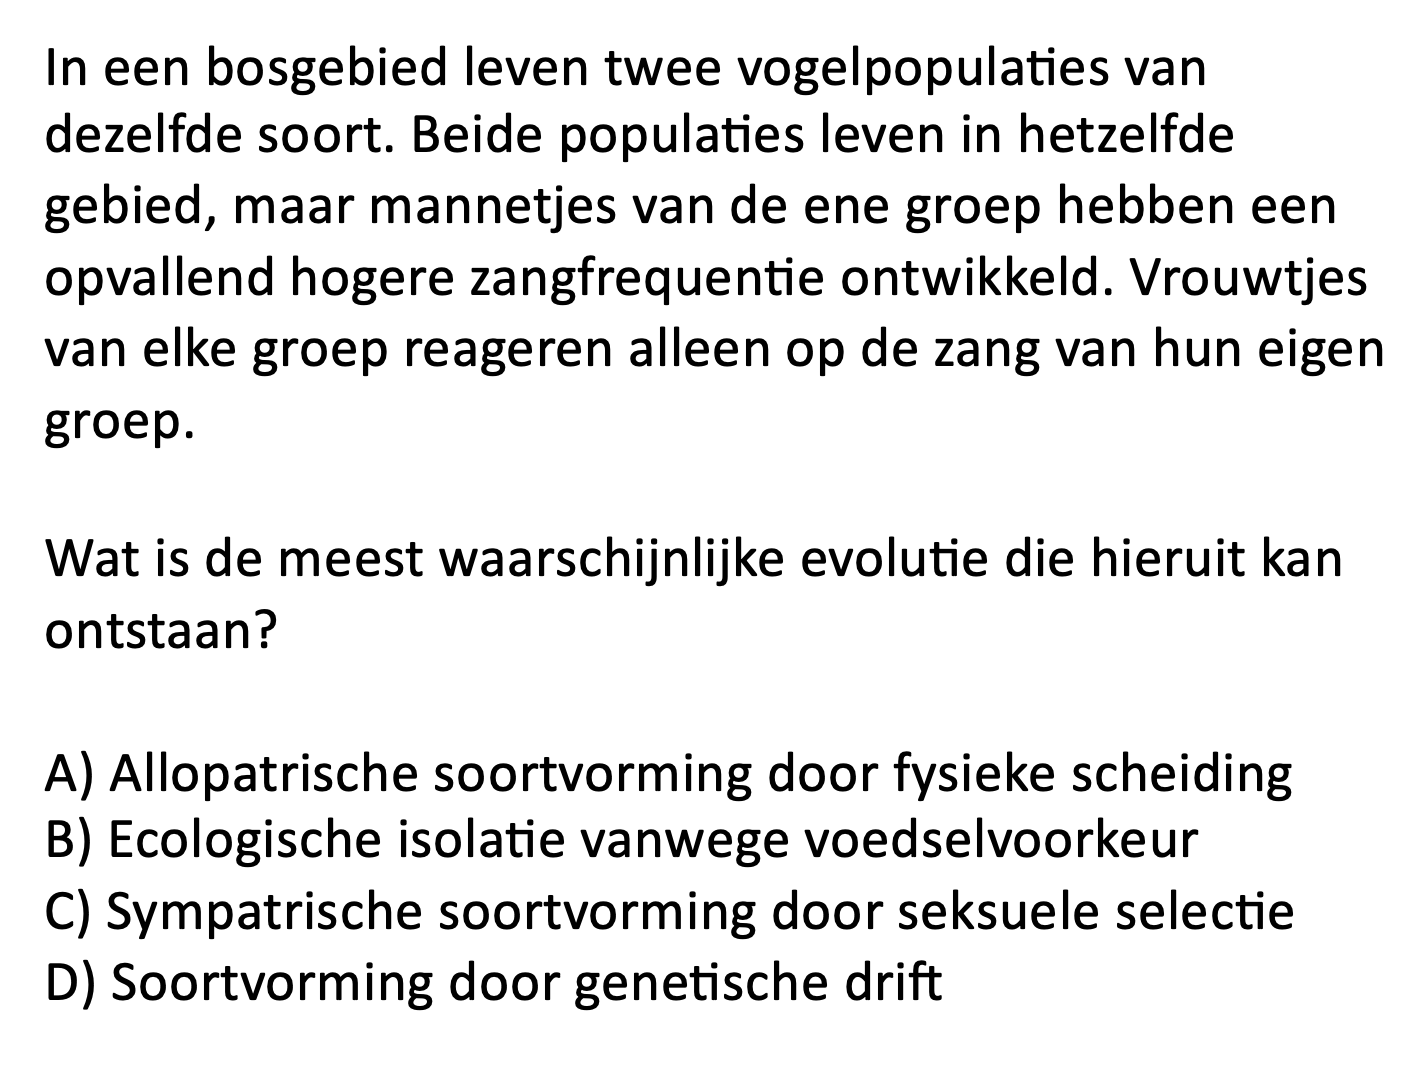 In een bosgebied leven twee vogelpopulaties van
dezelfde soort. Beide populaties leven in hetzelfde
gebied, maar mannetjes van de ene groep hebben een
opvallend hogere zangfrequentie ontwikkeld. Vrouwtjes
van elke groep reageren alleen op de zang van hun eigen
groep.

Wat is de meest waarschijnlijke evolutie die hieruit kan
ontstaan?

A) Allopatrische soortvorming door fysieke scheiding
B) Ecologische isolatie vanwege voedselvoorkeur
C) Sympatrische soortvorming door seksuele selectie
D) Soortvorming door genetische drift